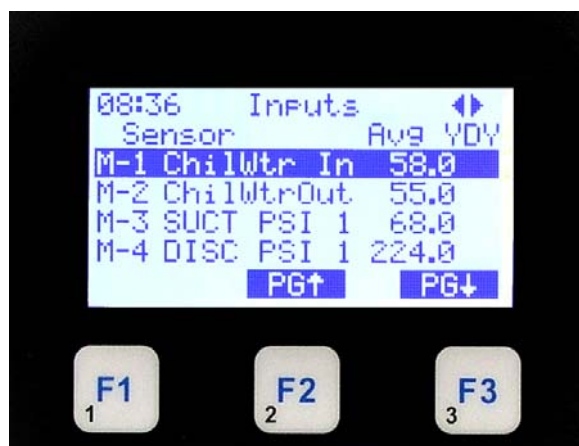 08:36 Inputs ◀▶
Sensor Avg YDY
M-1 ChilWtr In 58.0
M-2 ChilWtrOut 55.0
M-3 SUCT PSI 1 68.0
M-4 DISC PSI 1 224.0
PG↑ PG↓
F1 F2 F3
1 2 3